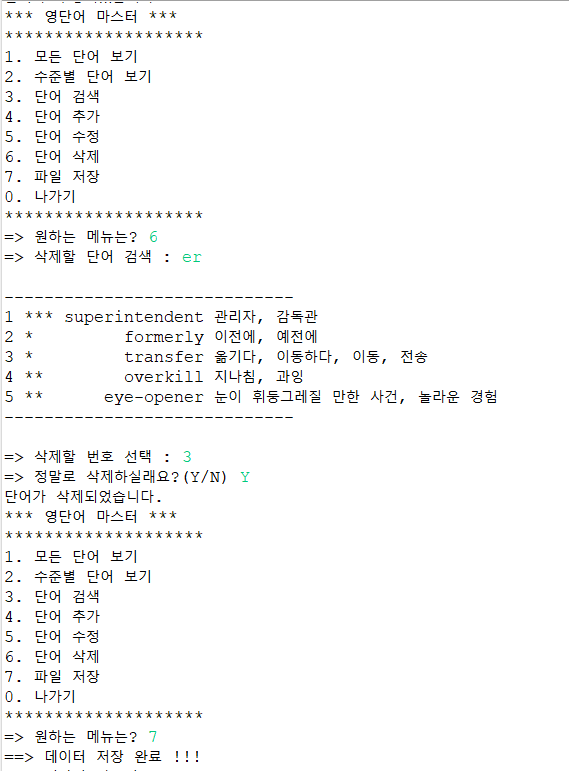 *** 영단어 마스터 ***
********************
1. 모든 단어 보기
2. 수준별 단어 보기
3. 단어 검색
4. 단어 추가
5. 단어 수정
6. 단어 삭제
7. 파일 저장
0. 나가기
********************
=> 원하는 메뉴는? 6
=> 삭제할 단어 검색 : er
-----------------------------
1 *** superintendent 관리자, 감독관
2 *         formerly 이전에, 예전에
3 *         transfer 옮기다, 이동하다, 이동, 전송
4 **        overkill 지나침, 과잉
5 **      eye-opener 눈이 휘둥그레질 만한 사건, 놀라운 경험
-----------------------------
=> 삭제할 번호 선택 : 3
=> 정말로 삭제하실래요?(Y/N) Y
단어가 삭제되었습니다.
*** 영단어 마스터 ***
********************
1. 모든 단어 보기
2. 수준별 단어 보기
3. 단어 검색
4. 단어 추가
5. 단어 수정
6. 단어 삭제
7. 파일 저장
0. 나가기
********************
=> 원하는 메뉴는? 7
==> 데이터 저장 완료 !!!